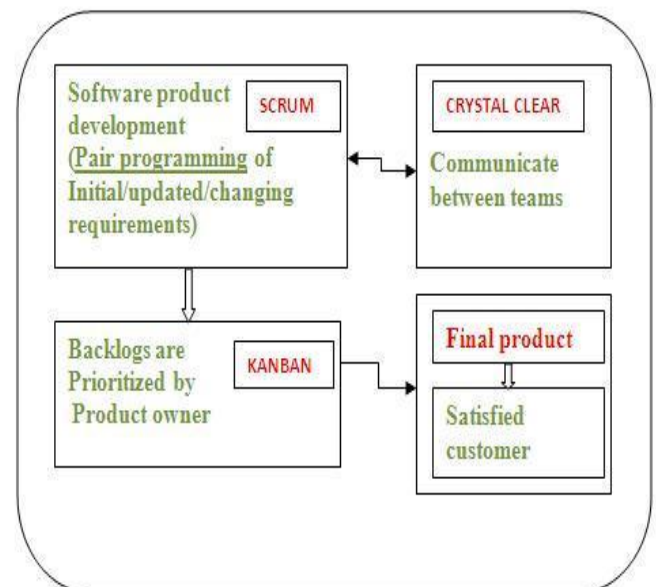 Software product
development
(Pair programming of
Initial/updated/changing
requirements)
SCRUM
CRYSTAL CLEAR
Communicate
between teams
Backlogs are
Prioritized by
Product owner
KANBAN
Final product
Satisfied
customer